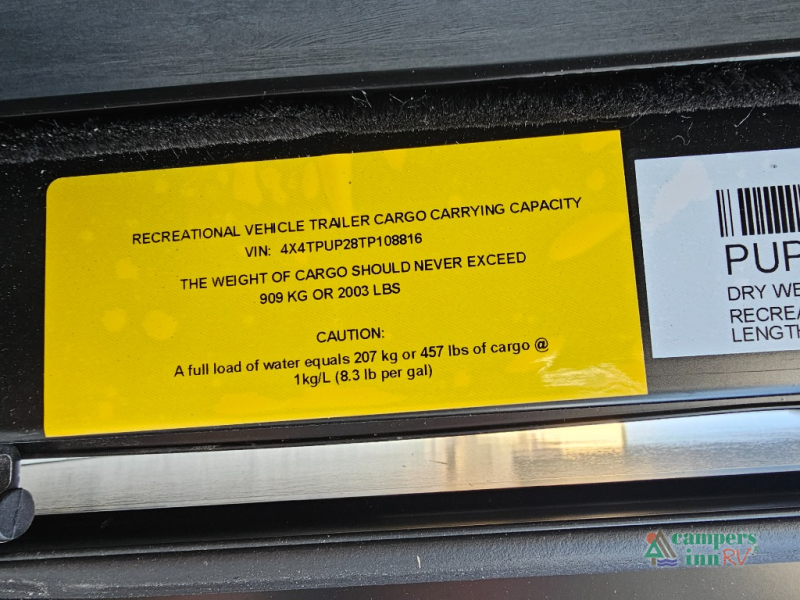 RECREATIONAL VEHICLE TRAILER CARGO CARRYING CAPACITY
VIN: 4X4TPUP28TP108816
THE WEIGHT OF CARGO SHOULD NEVER EXCEED
909 KG OR 2003 LBS
CAUTION:
A full load of water equals 207 kg or 457 lbs of cargo @
1kg/L (8.3 lb per gal)
PUP
DRY WE
RECREA
LENGTH
campers
inn RV